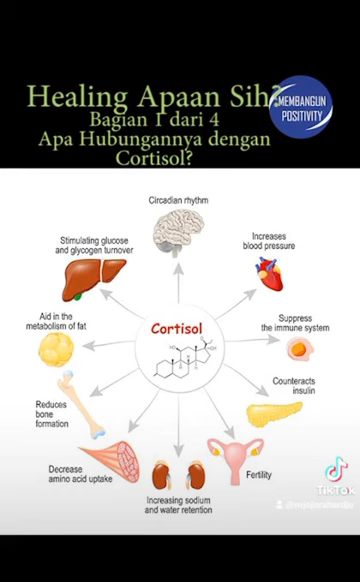 Healing Apaan Sih?
Bagian 1 dari 4
Apa Hubungannya dengan
Cortisol?
MEMBANGUN
POSITIVITY
Circadian rhythm
Stimulating glucose
and glycogen turnover
Increases
blood pressure
Aid in the
metabolism of fat
Cortisol
Suppress
the immune system
Reduces
bone
formation
Counteracts
insulin
Decrease
amino acid uptake
Increasing sodium
and water retention
Fertility
TikTok